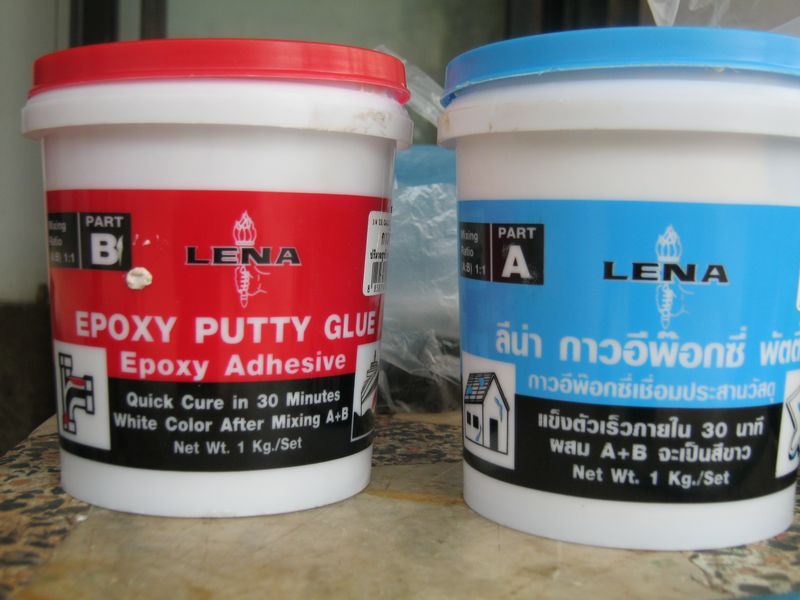 Mixing
Ratio
(A:B) 1:1
PART
B
LENA
EPOXY PUTTY GLUE
Epoxy Adhesive
Quick Cure in 30 Minutes
White Color After Mixing A+B
Net Wt. 1 Kg./Set
Mixing
Ratio
(A:B) 1:1
PART
A
LENA
ลีน่า กาวอีพ๊อกซี่
กาวอีพ๊อกซี่เชื่อมประสานวัสดุ
แข็งตัวเร็วภายใน 30 นาที
ผสม A+B จะเป็นสีขาว
Net Wt. 1 Kg./Set